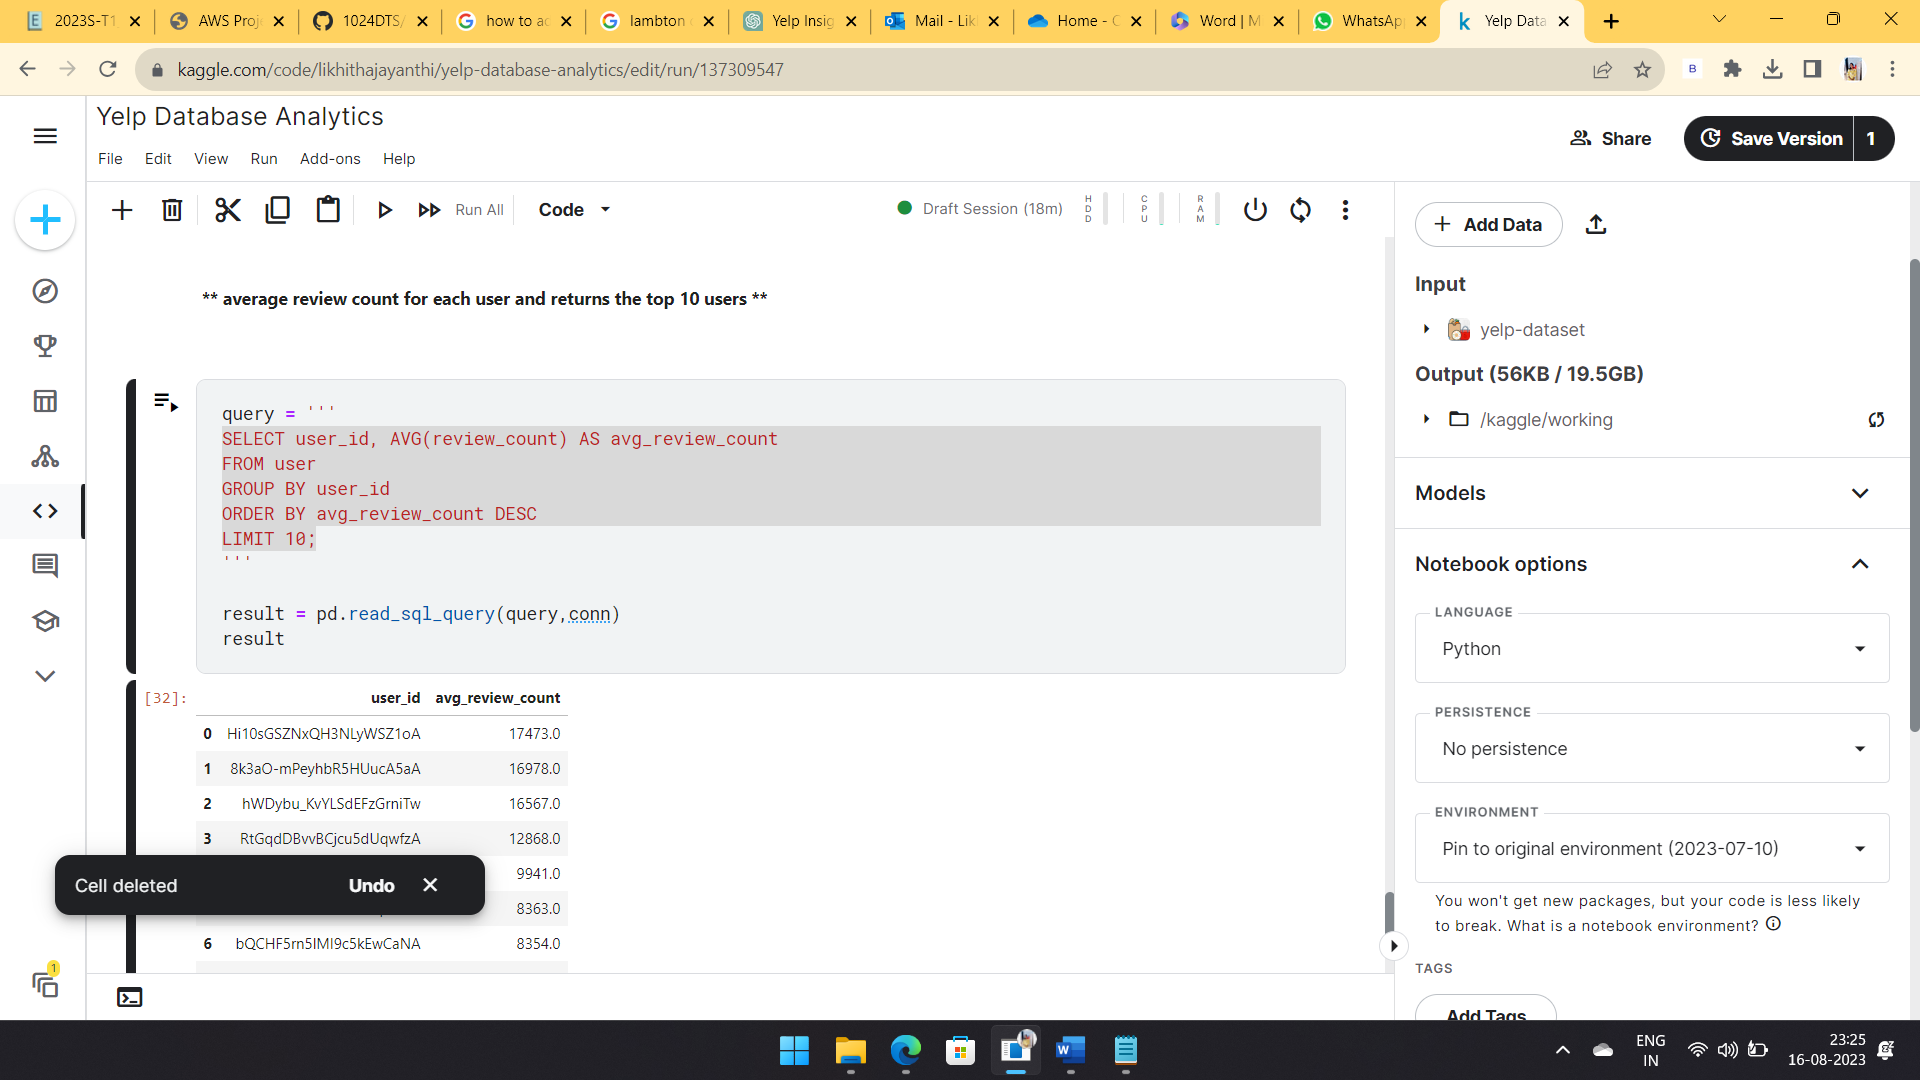 2023S-T1
AWS Proj
1024DTS/
how to ad
lambton
Yelp Insig
Mail - Lik
Home - C
Word | M
WhatsAp
Yelp Data
kaggle.com/code/likhithajayanthi/yelp-database-analytics/edit/run/137309547
Yelp Database Analytics
File Edit View Run Add-ons Help
Share
Save Version 1
Run All
Code
Draft Session (18m)
HDD
CPU
RAM
** average review count for each user and returns the top 10 users **
query = '''
SELECT user_id, AVG(review_count) AS avg_review_count
FROM user
GROUP BY user_id
ORDER BY avg_review_count DESC
LIMIT 10;
'''
result = pd.read_sql_query(query,conn)
result
[32]:
user_id avg_review_count
0 Hi10sGSZNxQH3NLyWSZ1oA 17473.0
1 8k3aO-mPeyhbR5HUucA5aA 16978.0
2 hWDybu_KvYLSdEFzGrniTw 16567.0
3 RtGqdDBvvBCjcu5dUqwfzA 12868.0
9941.0
8363.0
6 bQCHF5rn5lMI9c5kEwCaNA 8354.0
Cell deleted Undo
1
Add Data
Input
yelp-dataset
Output (56KB / 19.5GB)
/kaggle/working
Models
Notebook options
LANGUAGE
Python
PERSISTENCE
No persistence
ENVIRONMENT
Pin to original environment (2023-07-10)
You won't get new packages, but your code is less likely
to break. What is a notebook environment?
TAGS
Add Tags
ENG
IN
23:25
16-08-2023